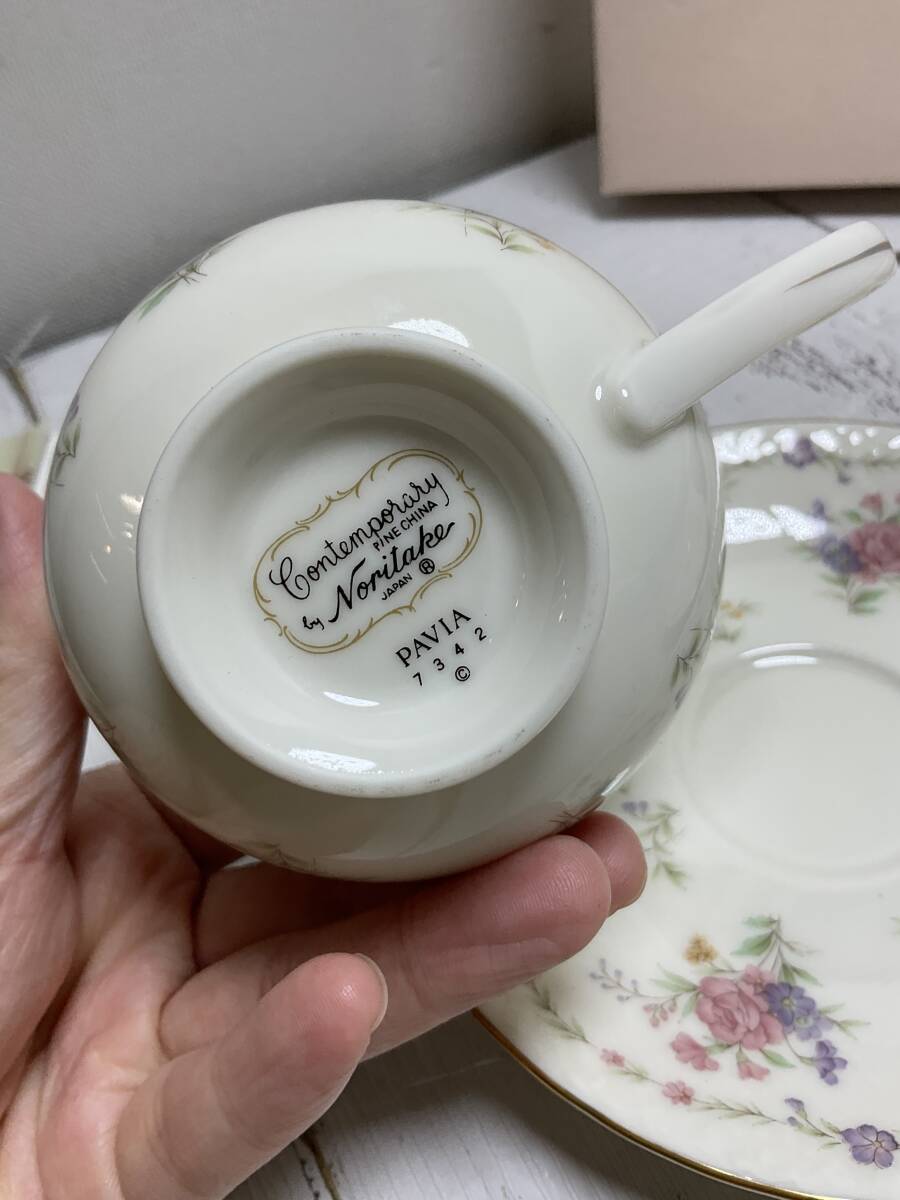 Contemporary
FINE CHINA
by Noritake ®
JAPAN
PAVIA
7342
©